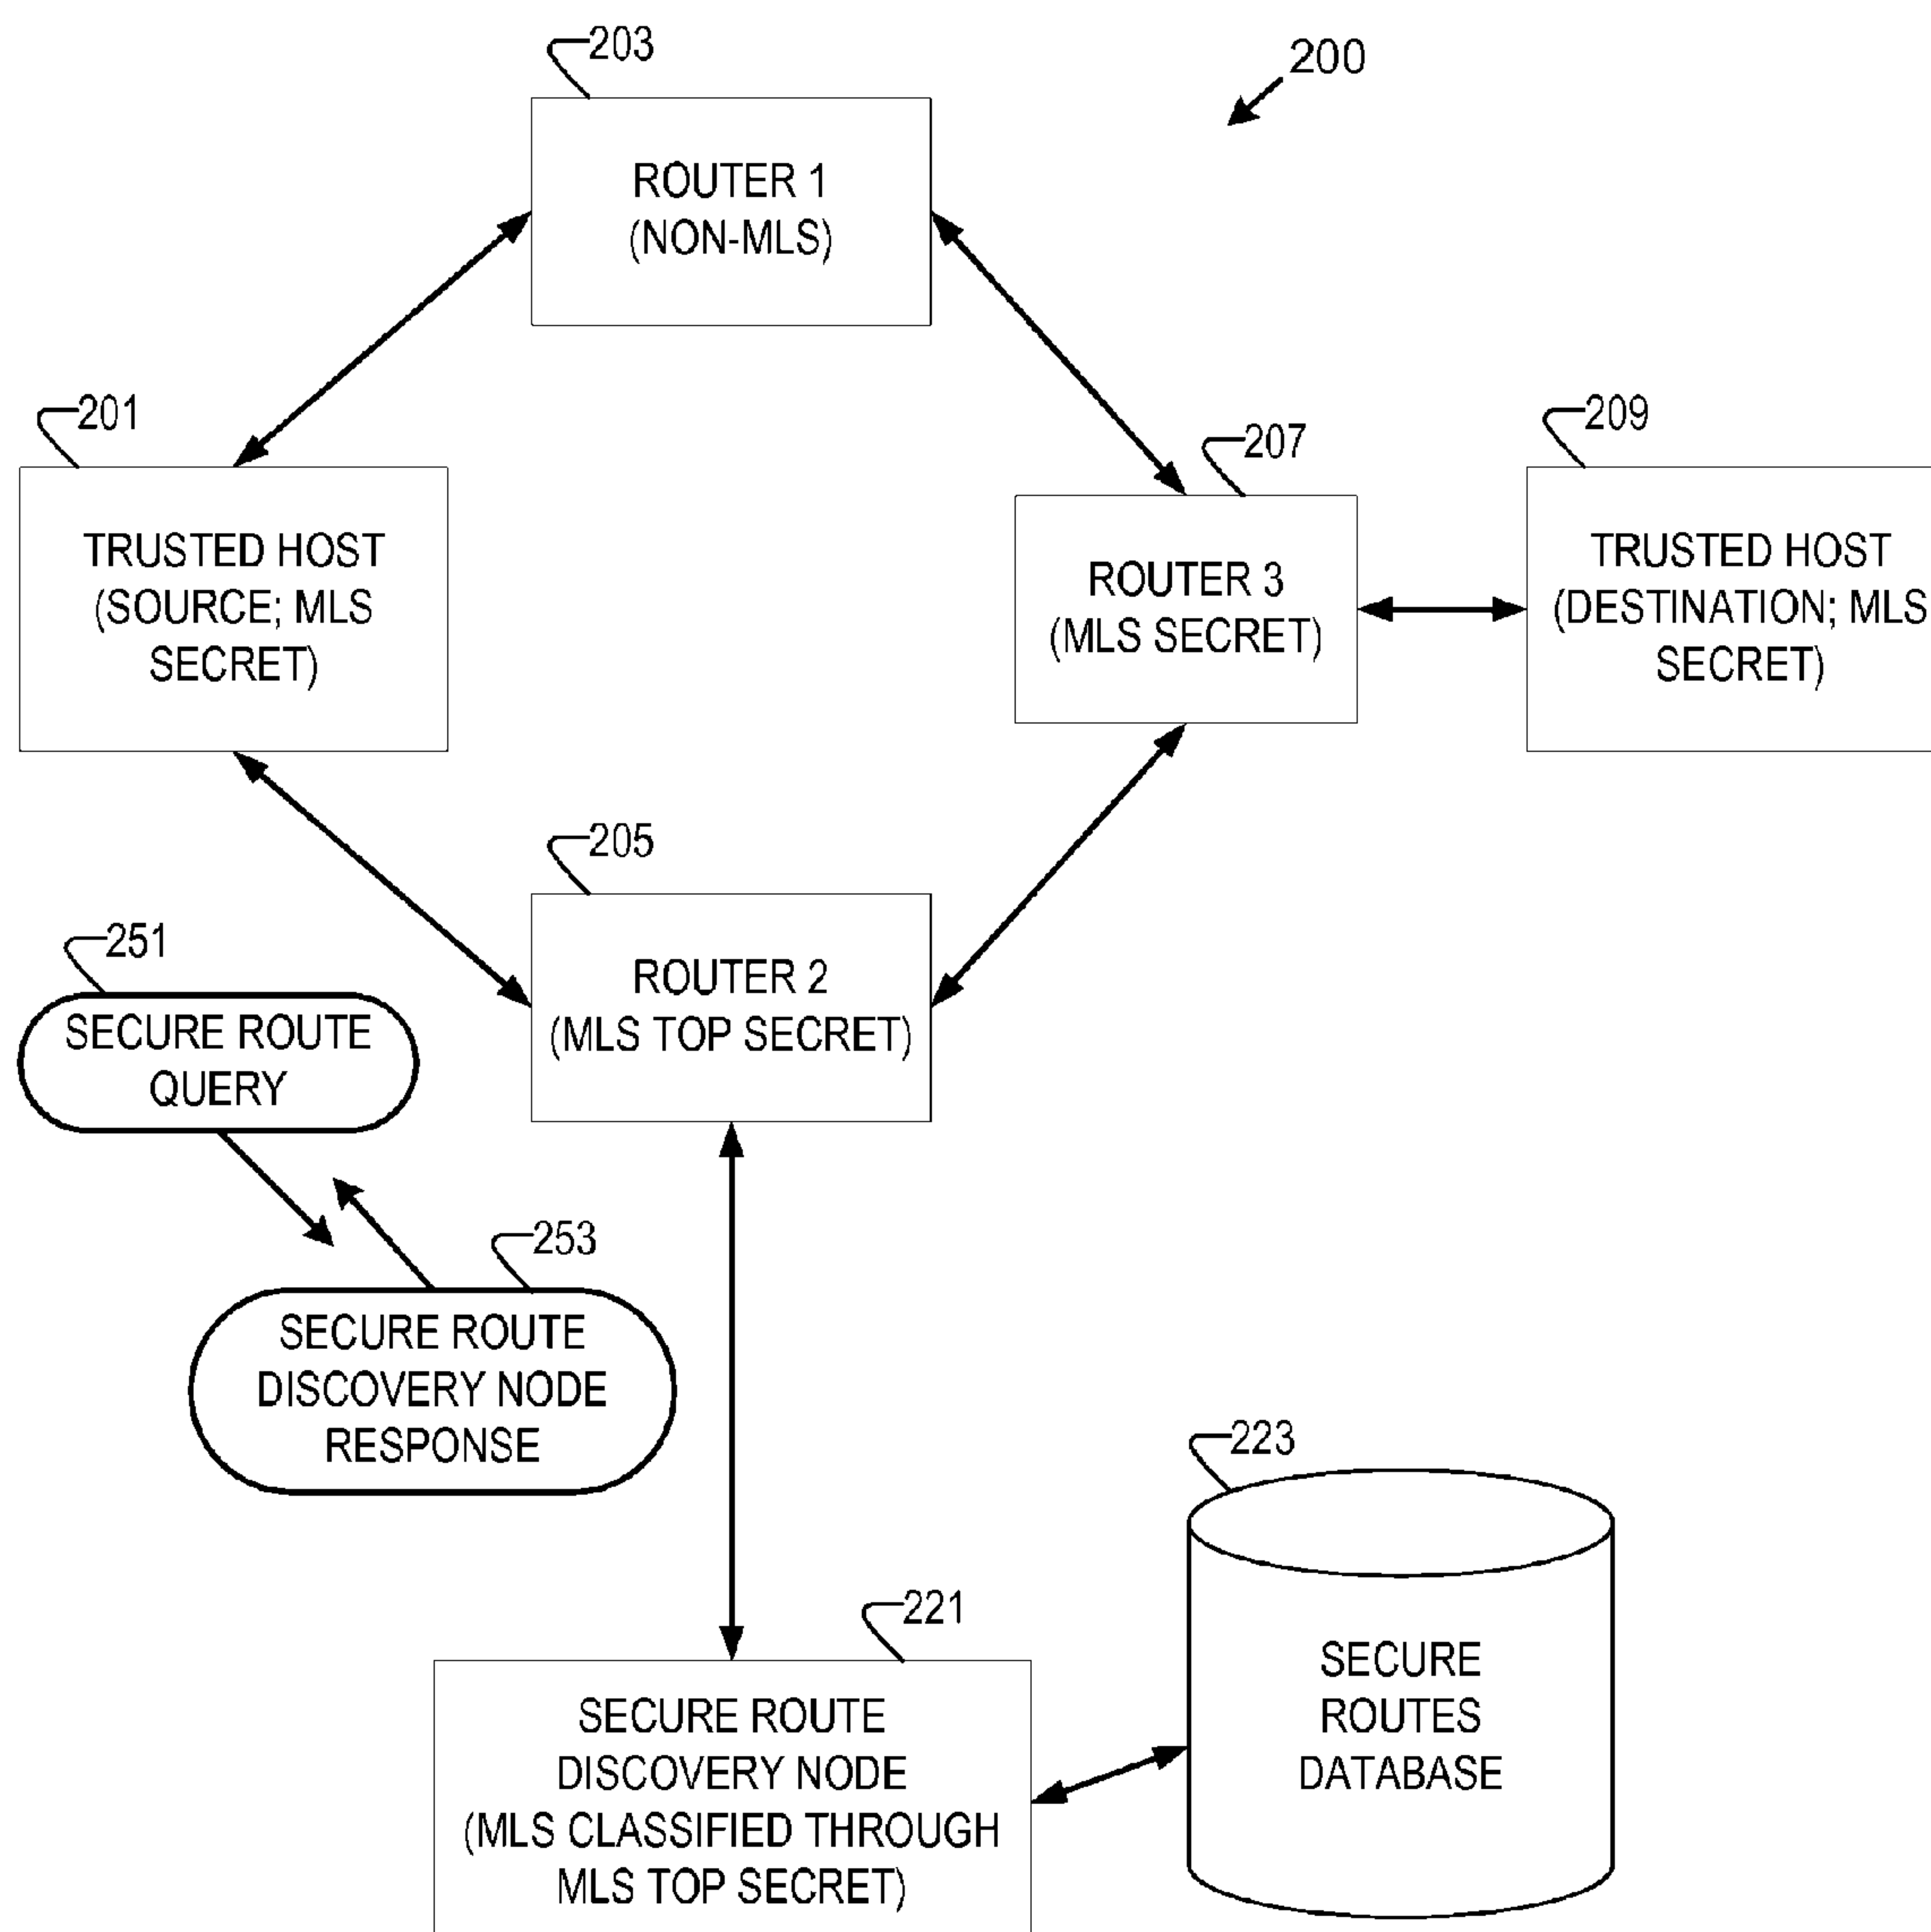 203
200
ROUTER 1
(NON-MLS)
201
207
209
TRUSTED HOST
(SOURCE; MLS
SECRET)
ROUTER 3
(MLS SECRET)
TRUSTED HOST
(DESTINATION; MLS
SECRET)
205
ROUTER 2
(MLS TOP SECRET)
251
SECURE ROUTE
QUERY
253
SECURE ROUTE
DISCOVERY NODE
RESPONSE
223
SECURE
ROUTES
DATABASE
221
SECURE ROUTE
DISCOVERY NODE
(MLS CLASSIFIED THROUGH
MLS TOP SECRET)